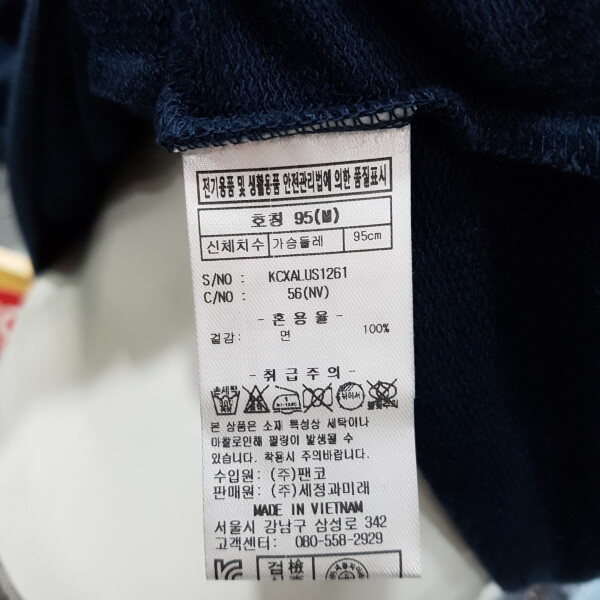 전기용품 및 생활용품 안전관리법에 의한 품질표시
호칭 95(M)
신체치수 가슴둘레 95cm
S/NO : KCXALUS1261
C/NO : 56(NV)
- 혼 용 율 -
겉감: 면 100%
- 취 급 주 의 -
손세탁
본 상품은 소재 특성상 세탁이나
마찰로인해 필링이 발생될 수
있습니다. 착용시 주의바랍니다.
수입원: (주)팬코
판매원: (주)세정과미래
MADE IN VIETNAM
서울시 강남구 삼성로 342
고객센터: 080-558-2929
검 檢